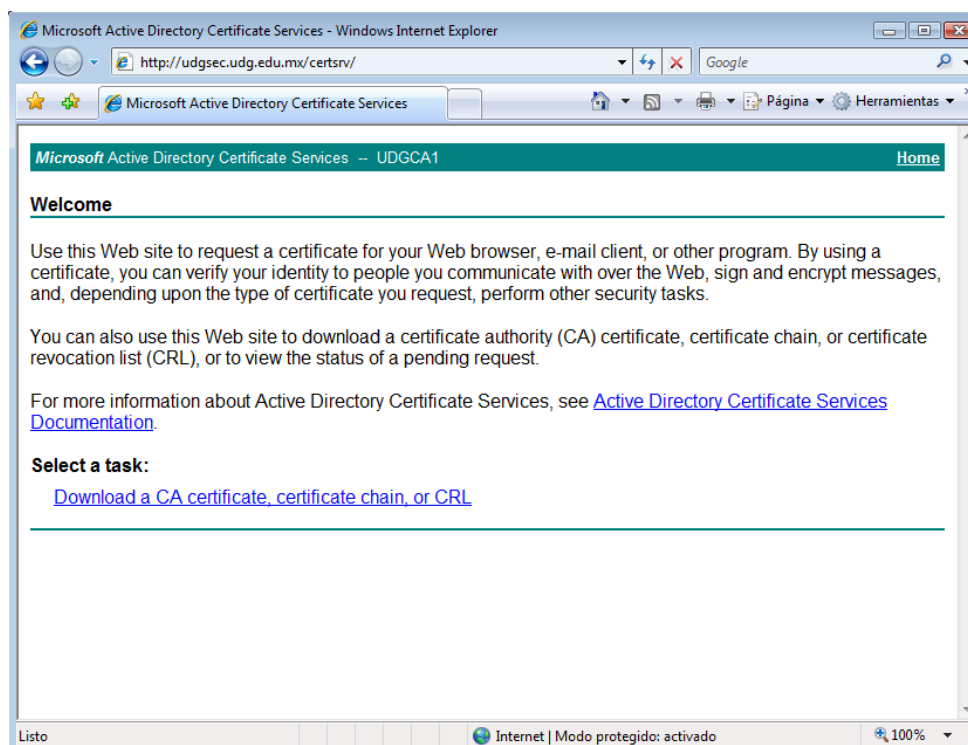 Microsoft Active Directory Certificate Services - Windows Internet Explorer
http://udgsec.udg.edu.mx/certsrv/
Google
Microsoft Active Directory Certificate Services
Página
Herramientas
Microsoft Active Directory Certificate Services -- UDGCA1
Home
Welcome
Use this Web site to request a certificate for your Web browser, e-mail client, or other program. By using a
certificate, you can verify your identity to people you communicate with over the Web, sign and encrypt messages,
and, depending upon the type of certificate you request, perform other security tasks.
You can also use this Web site to download a certificate authority (CA) certificate, certificate chain, or certificate
revocation list (CRL), or to view the status of a pending request.
For more information about Active Directory Certificate Services, see Active Directory Certificate Services
Documentation.
Select a task:
Download a CA certificate, certificate chain, or CRL
Listo
Internet | Modo protegido: activado
100%